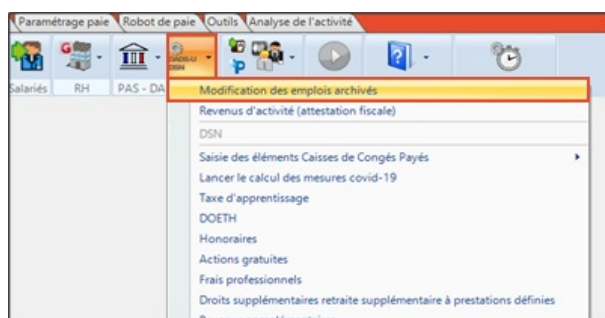 Paramétrage paie Robot de paie Outils Analyse de l'activité
DADS-U
DSN
Salariés RH PAS - DA
Modification des emplois archivés
Revenus d'activité (attestation fiscale)
DSN
Saisie des éléments Caisses de Congés Payés
Lancer le calcul des mesures covid-19
Taxe d'apprentissage
DOETH
Honoraires
Actions gratuites
Frais professionnels
Droits supplémentaires retraite supplémentaire à prestations définies